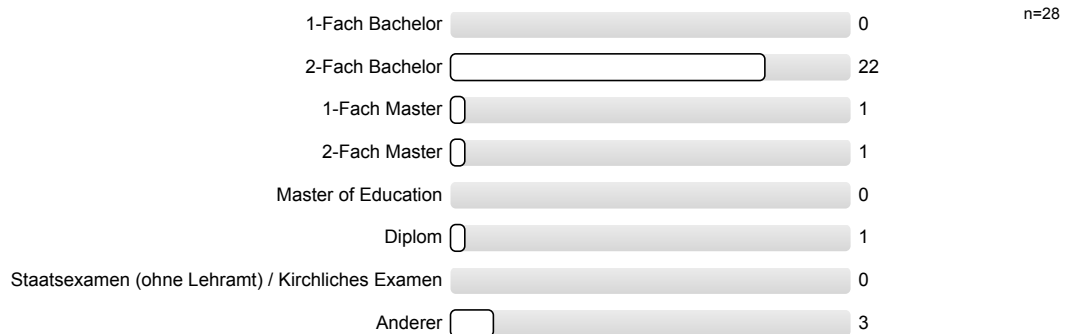 n=28
1-Fach Bachelor 0
2-Fach Bachelor 22
1-Fach Master 1
2-Fach Master 1
Master of Education 0
Diplom 1
Staatsexamen (ohne Lehramt) / Kirchliches Examen 0
Anderer 3